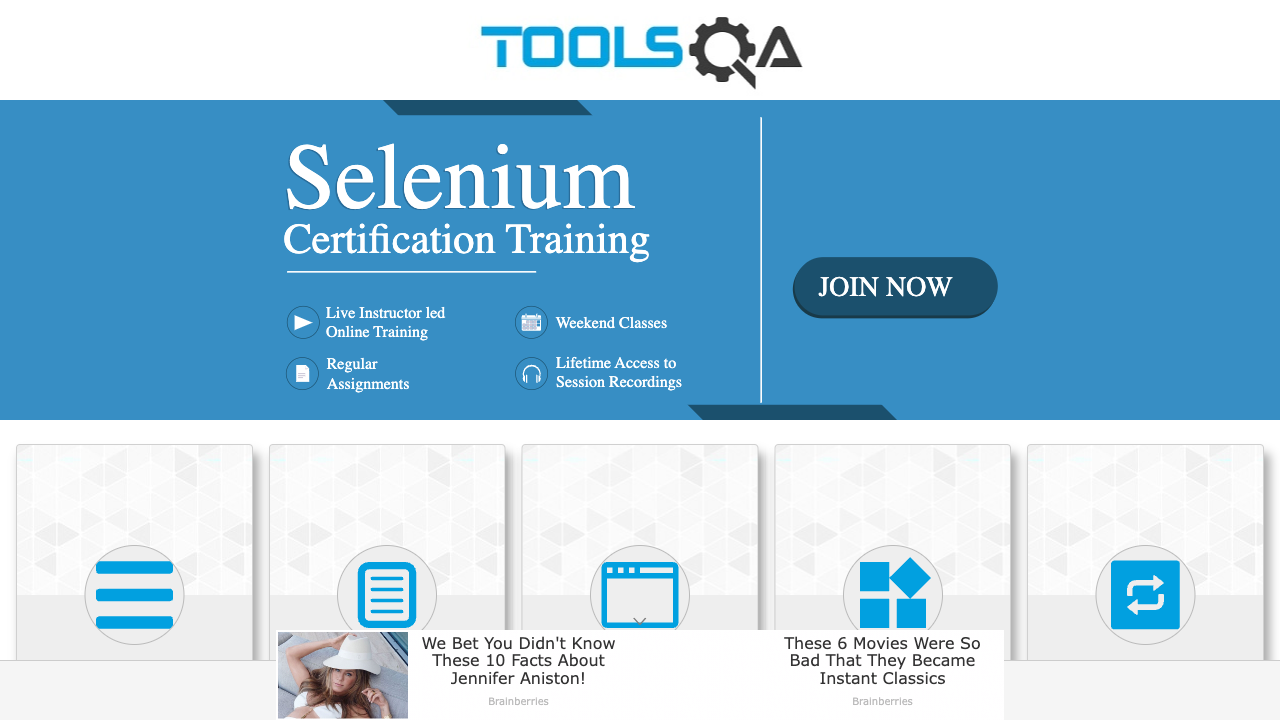 TOOLSQA
Selenium
Certification Training
JOIN NOW
Live Instructor led
Online Training
Weekend Classes
Regular
Assignments
Lifetime Access to
Session Recordings
We Bet You Didn't Know
These 10 Facts About
Jennifer Aniston!
Brainberries
These 6 Movies Were So
Bad That They Became
Instant Classics
Brainberries